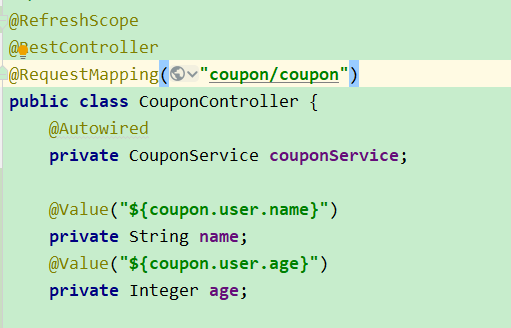 @RefreshScope
@RestController
@RequestMapping("coupon/coupon")
public class CouponController {
@Autowired
private CouponService couponService;
@Value("${coupon.user.name}")
private String name;
@Value("${coupon.user.age}")
private Integer age;